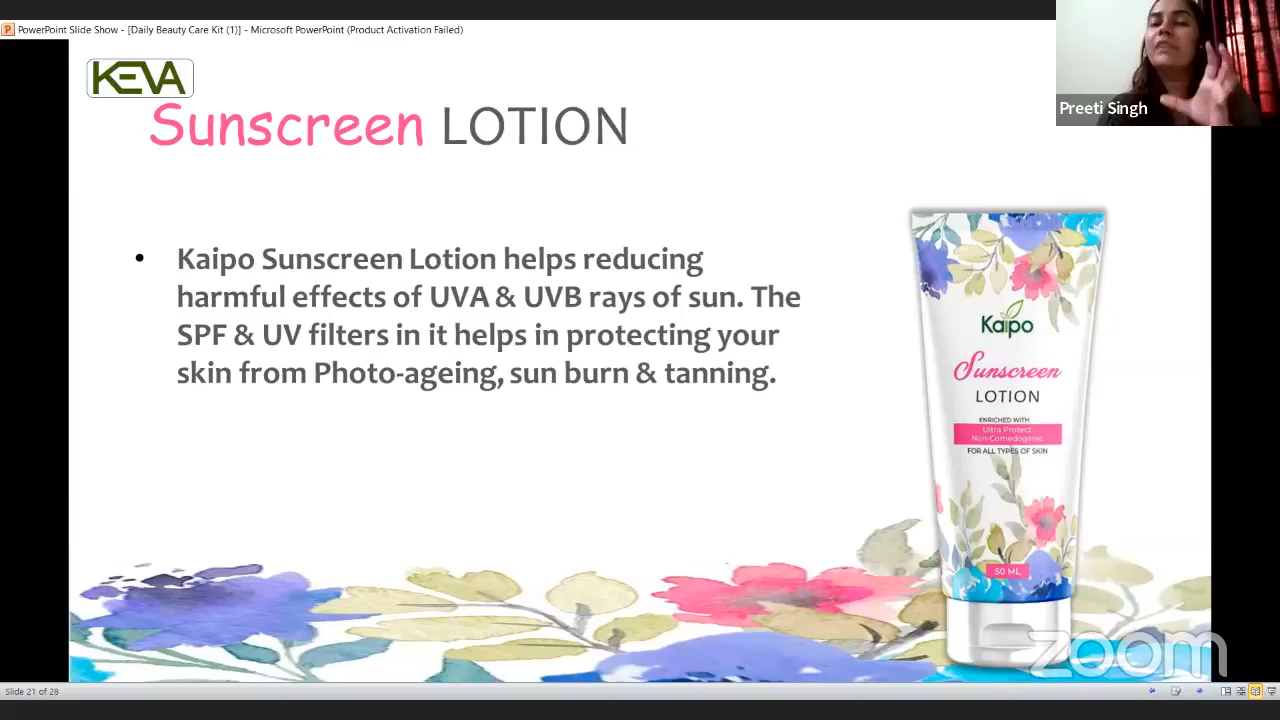 PowerPoint Slide Show - [Daily Beauty Care Kit (1)] - Microsoft PowerPoint (Product Activation Failed)
KEVA
Preeti Singh
Sunscreen LOTION
• Kaipo Sunscreen Lotion helps reducing
harmful effects of UVA & UVB rays of sun. The
SPF & UV filters in it helps in protecting your
skin from Photo-ageing, sun burn & tanning.
Kaipo
Sunscreen
LOTION
ENRICHED WITH
Ultra Protect
Non-Comedogenic
FOR ALL TYPES OF SKIN
50 ML
zoom
Slide 21 of 28